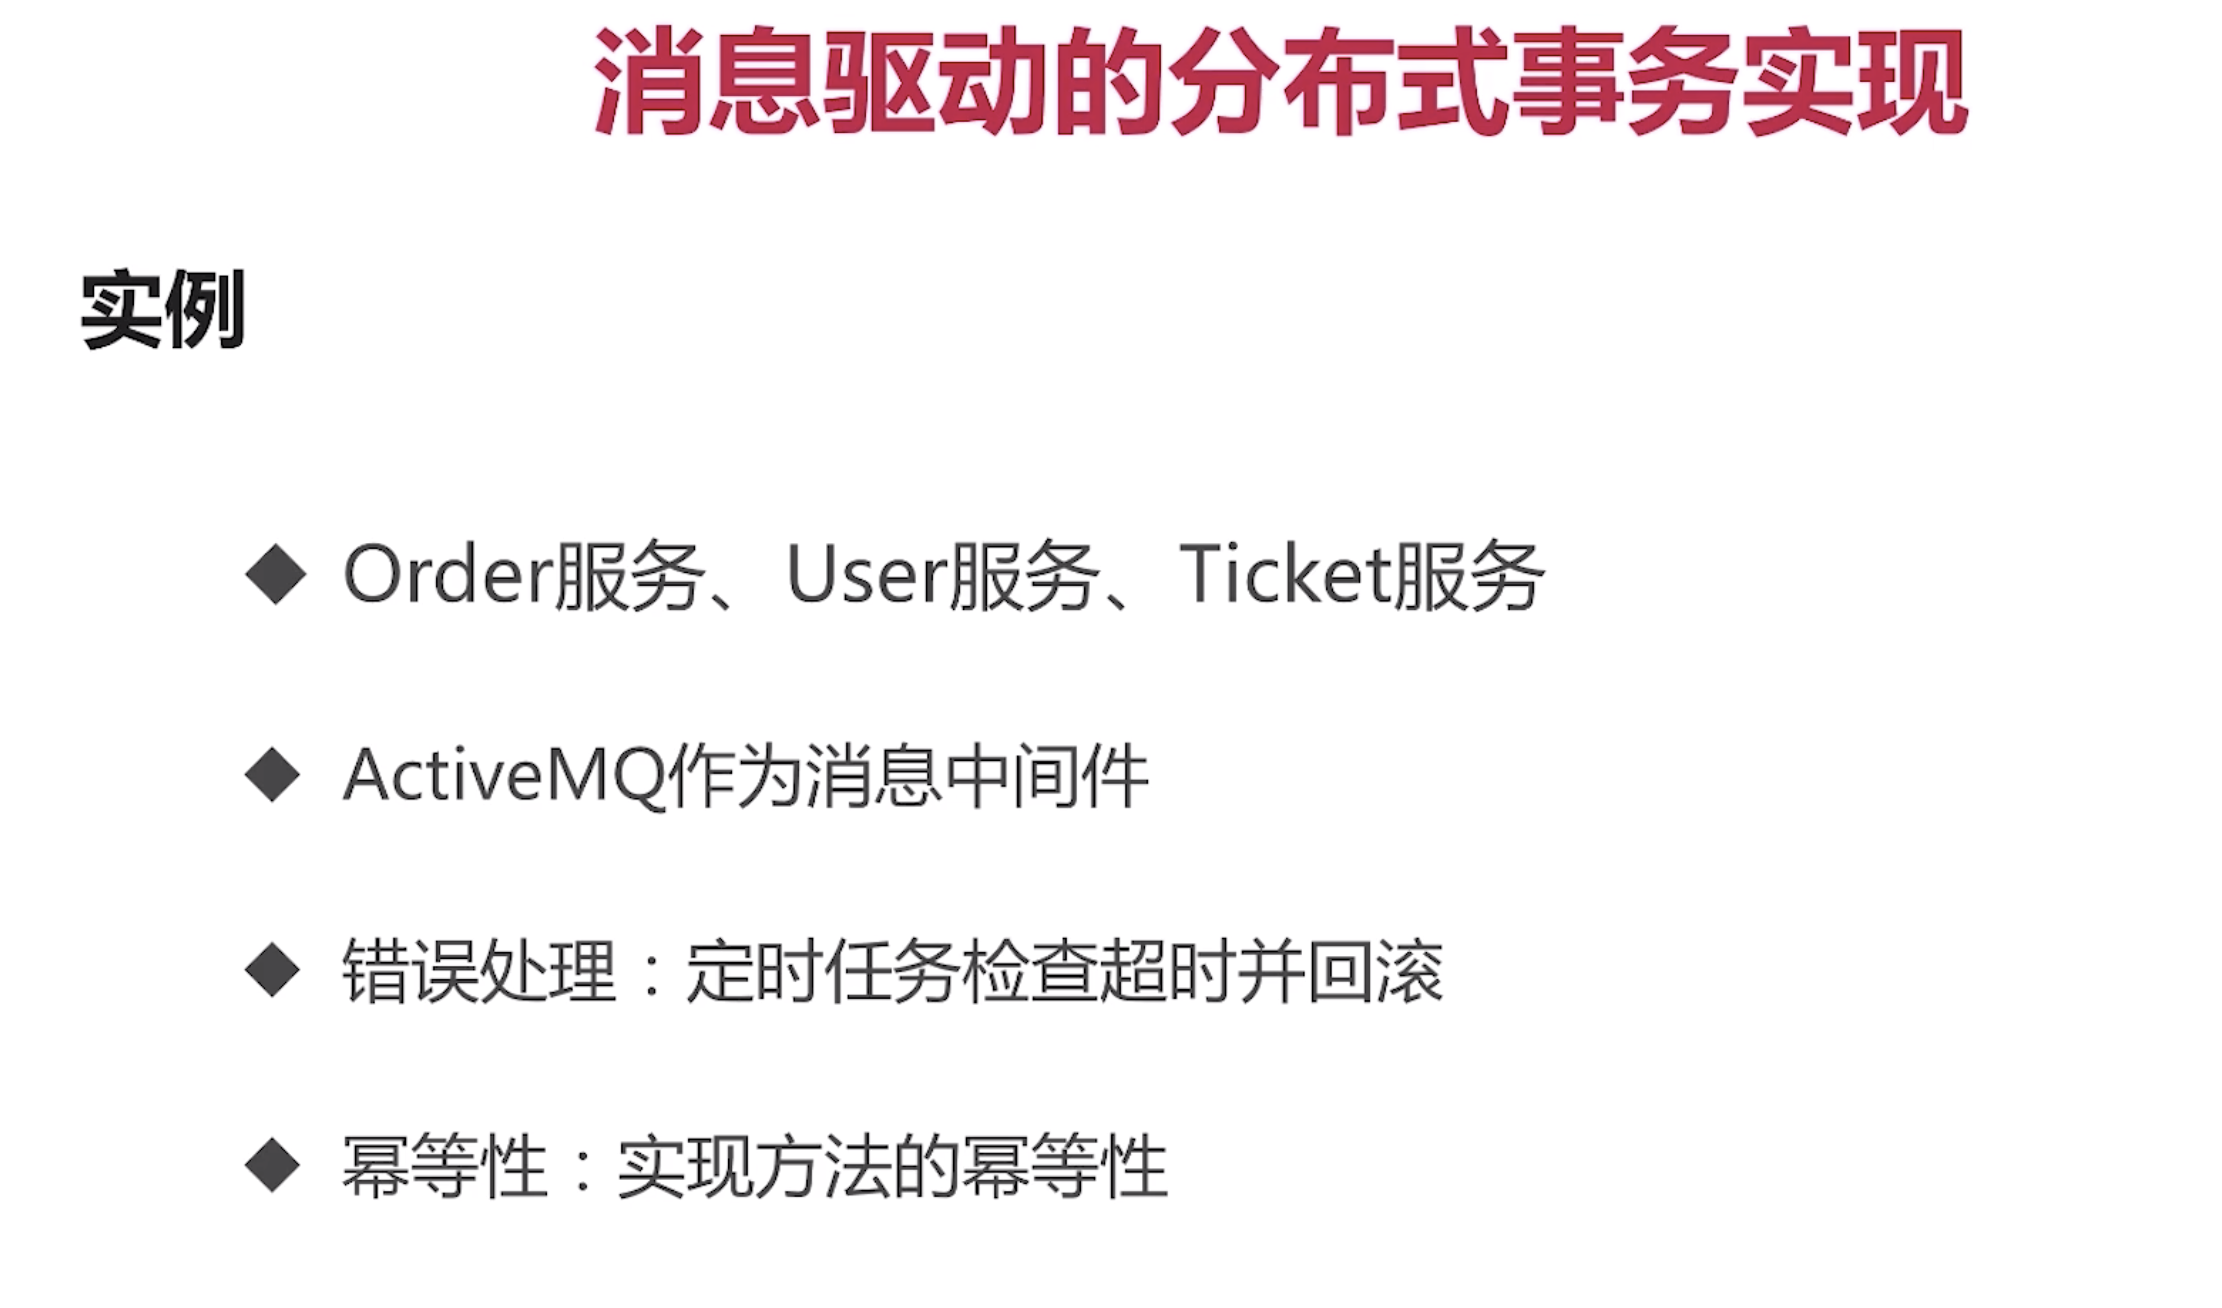 消息驱动的分布式事务实现
实例
◆ Order服务、User服务、Ticket服务
◆ ActiveMQ作为消息中间件
◆ 错误处理：定时任务检查超时并回滚
◆ 幂等性：实现方法的幂等性